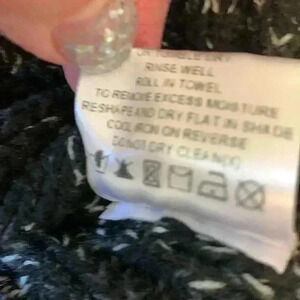 RINSE WELL
ROLL IN TOWEL
TO REMOVE EXCESS MOISTURE
RESHAPE AND DRY FLAT IN SHADE
COOL IRON ON REVERSE
DO NOT DRY CLEAN